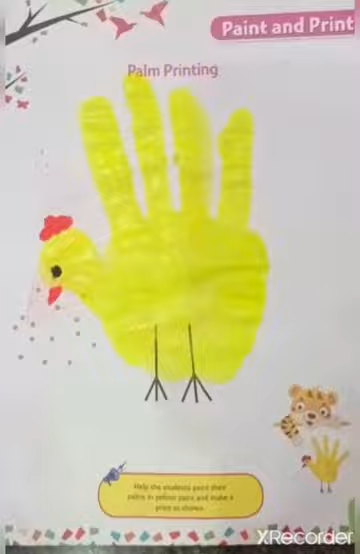 Paint and Print
Palm Printing
Help the students paint their
palms in yellow paint and make a
print as shown.
XRecorder